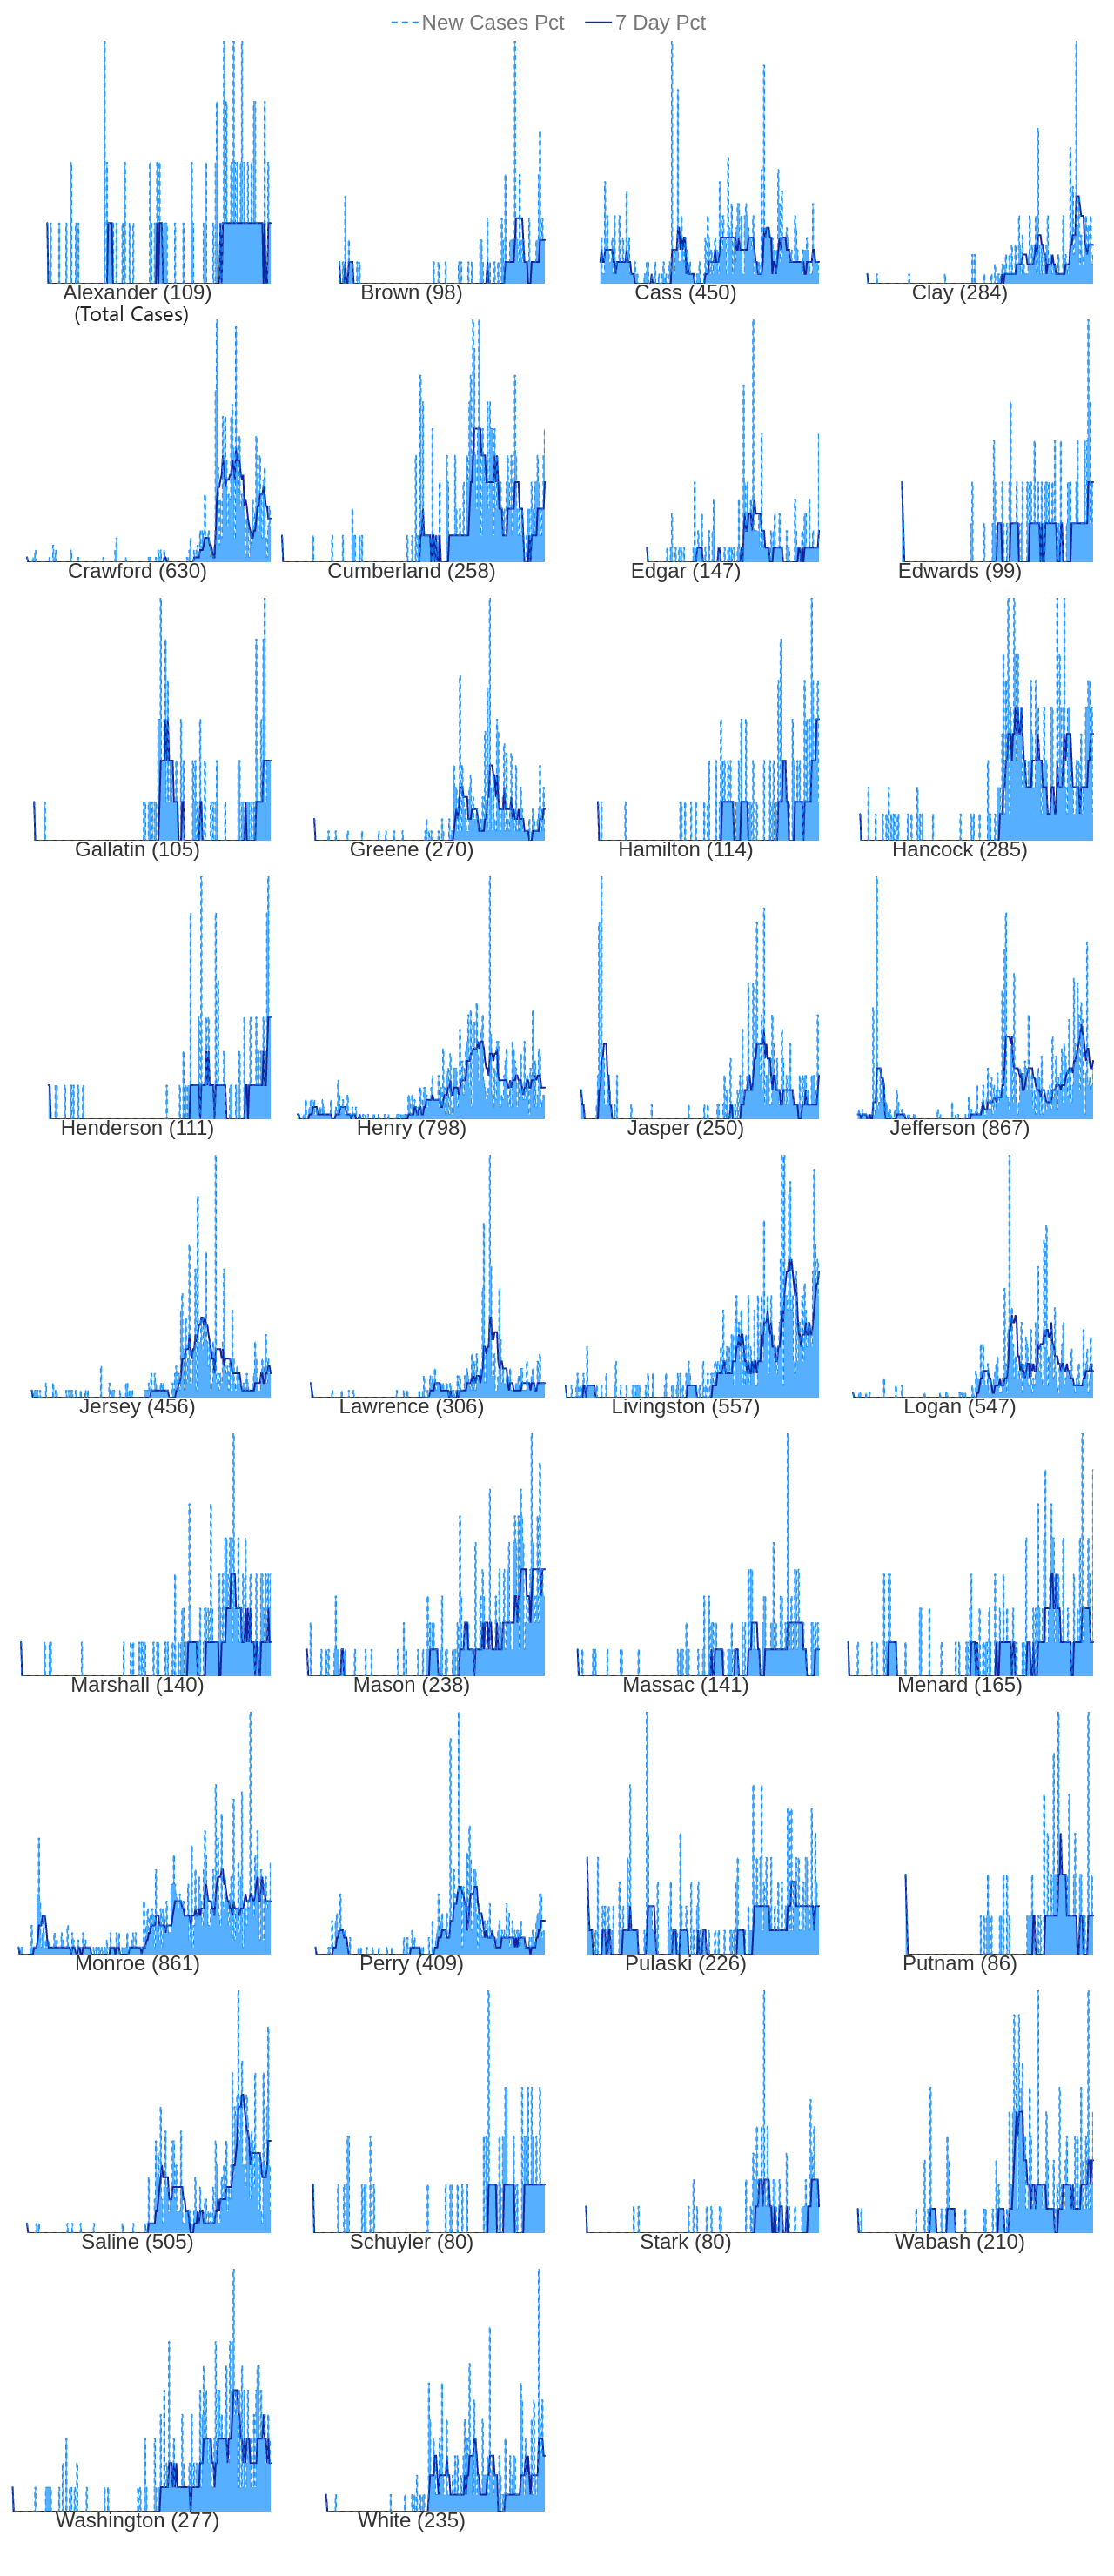 New Cases Pct 7 Day Pct
Alexander (109) Brown (98) Cass (450) Clay (284)
(Total Cases)
Crawford (630) Cumberland (258) Edgar (147) Edwards (99)
Gallatin (105) Greene (270) Hamilton (114) Hancock (285)
Henderson (111) Henry (798) Jasper (250) Jefferson (867)
Jersey (456) Lawrence (306) Livingston (557) Logan (547)
Marshall (140) Mason (238) Massac (141) Menard (165)
Monroe (861) Perry (409) Pulaski (226) Putnam (86)
Saline (505) Schuyler (80) Stark (80) Wabash (210)
Washington (277) White (235)